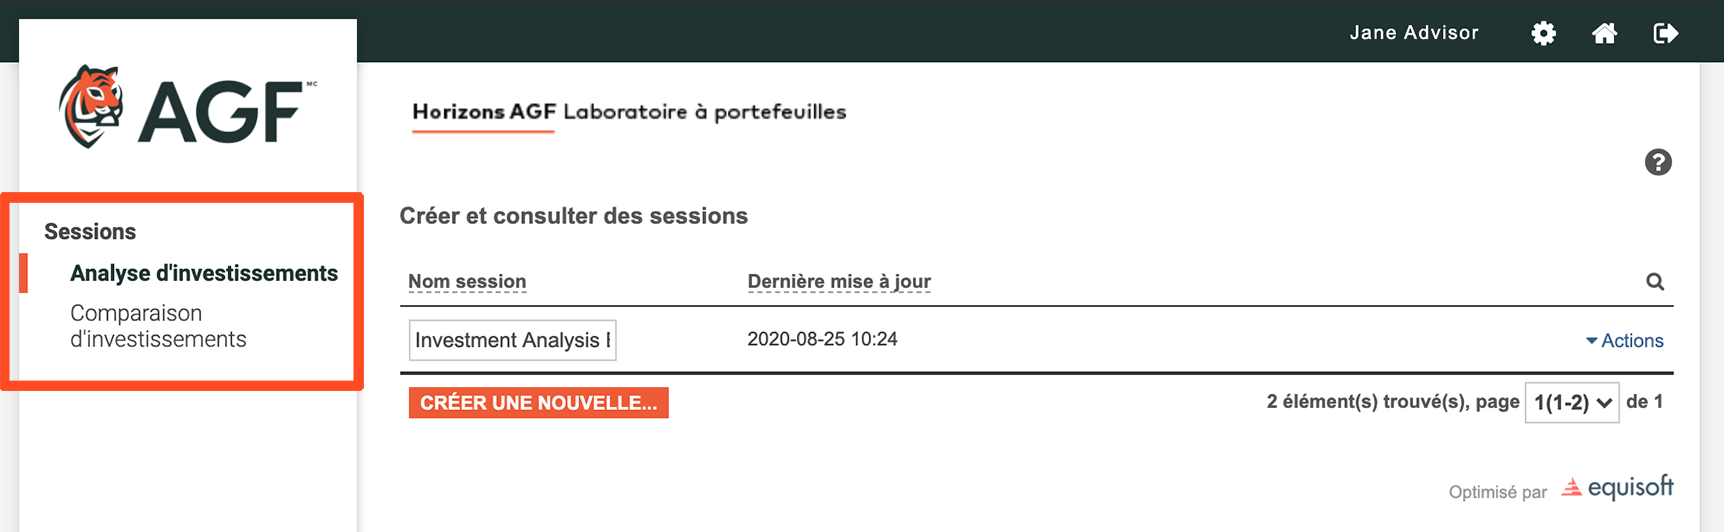 Jane Advisor
AGF MC
Horizons AGF Laboratoire à portefeuilles
?
Sessions
Analyse d'investissements
Comparaison
d'investissements
Créer et consulter des sessions
Nom session Dernière mise à jour
Investment Analysis 2020-08-25 10:24 Actions
CRÉER UNE NOUVELLE... 2 élément(s) trouvé(s), page 1(1-2) de 1
Optimisé par equisoft